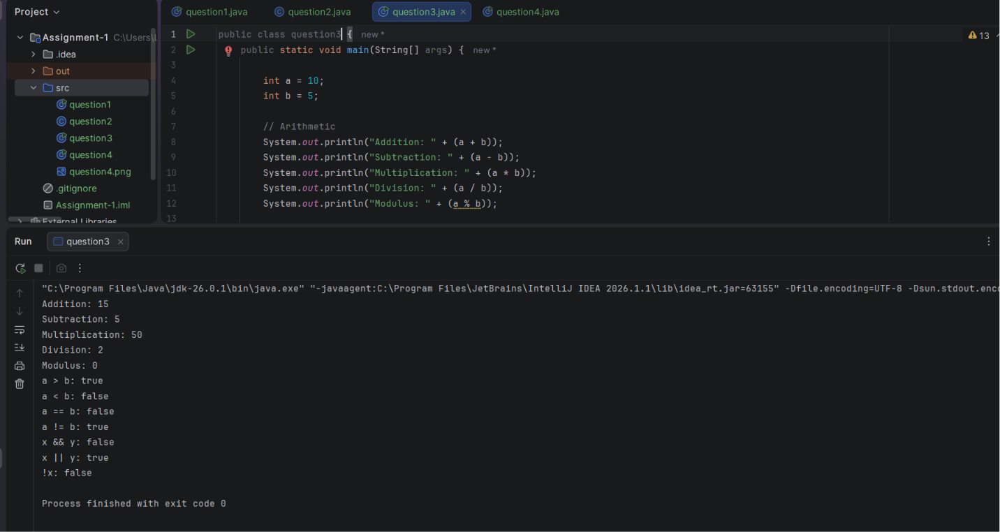 Project
Assignment-1 C:\Users\
.idea
out
src
question1
question2
question3
question4
question4.png
.gitignore
Assignment-1.iml
External Libraries
question1.java
question2.java
question3.java
question4.java
13
1 public class question3 { new *
2 public static void main(String[] args) { new *
3
4 int a = 10;
5 int b = 5;
6
7 // Arithmetic
8 System.out.println("Addition: " + (a + b));
9 System.out.println("Subtraction: " + (a - b));
10 System.out.println("Multiplication: " + (a * b));
11 System.out.println("Division: " + (a / b));
12 System.out.println("Modulus: " + (a % b));
13
Run question3
"C:\Program Files\Java\jdk-26.0.1\bin\java.exe" "-javaagent:C:\Program Files\JetBrains\IntelliJ IDEA 2026.1.1\lib\idea_rt.jar=63155" -Dfile.encoding=UTF-8 -Dsun.stdout.enc
Addition: 15
Subtraction: 5
Multiplication: 50
Division: 2
Modulus: 0
a > b: true
a < b: false
a == b: false
a != b: true
x && y: false
x || y: true
!x: false
Process finished with exit code 0